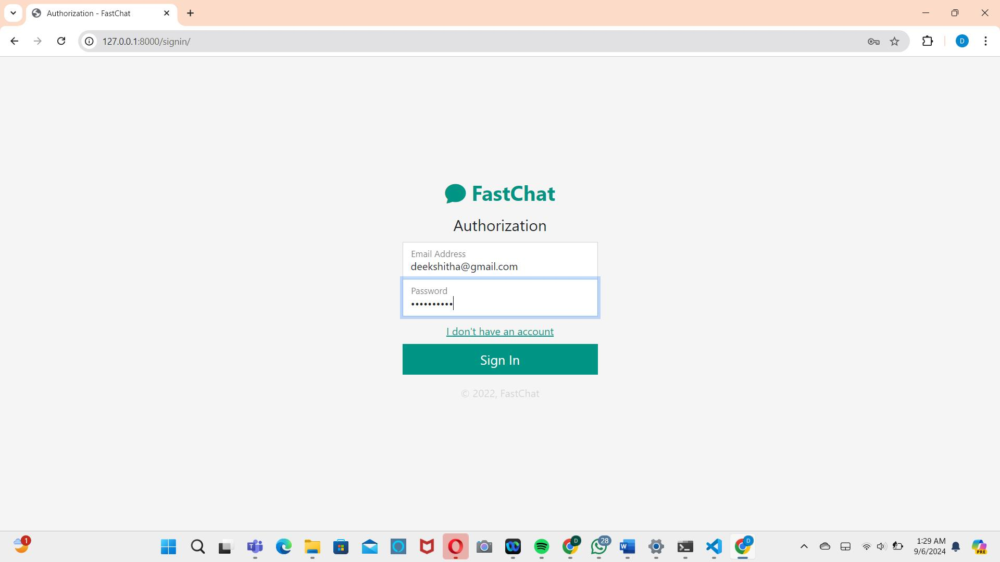 Authorization - FastChat
127.0.0.1:8000/signin/
D
FastChat
Authorization
Email Address
deekshitha@gmail.com
Password
••••••••••
I don't have an account
Sign In
© 2022, FastChat
1
D
28
D
1:29 AM
9/6/2024
PRE